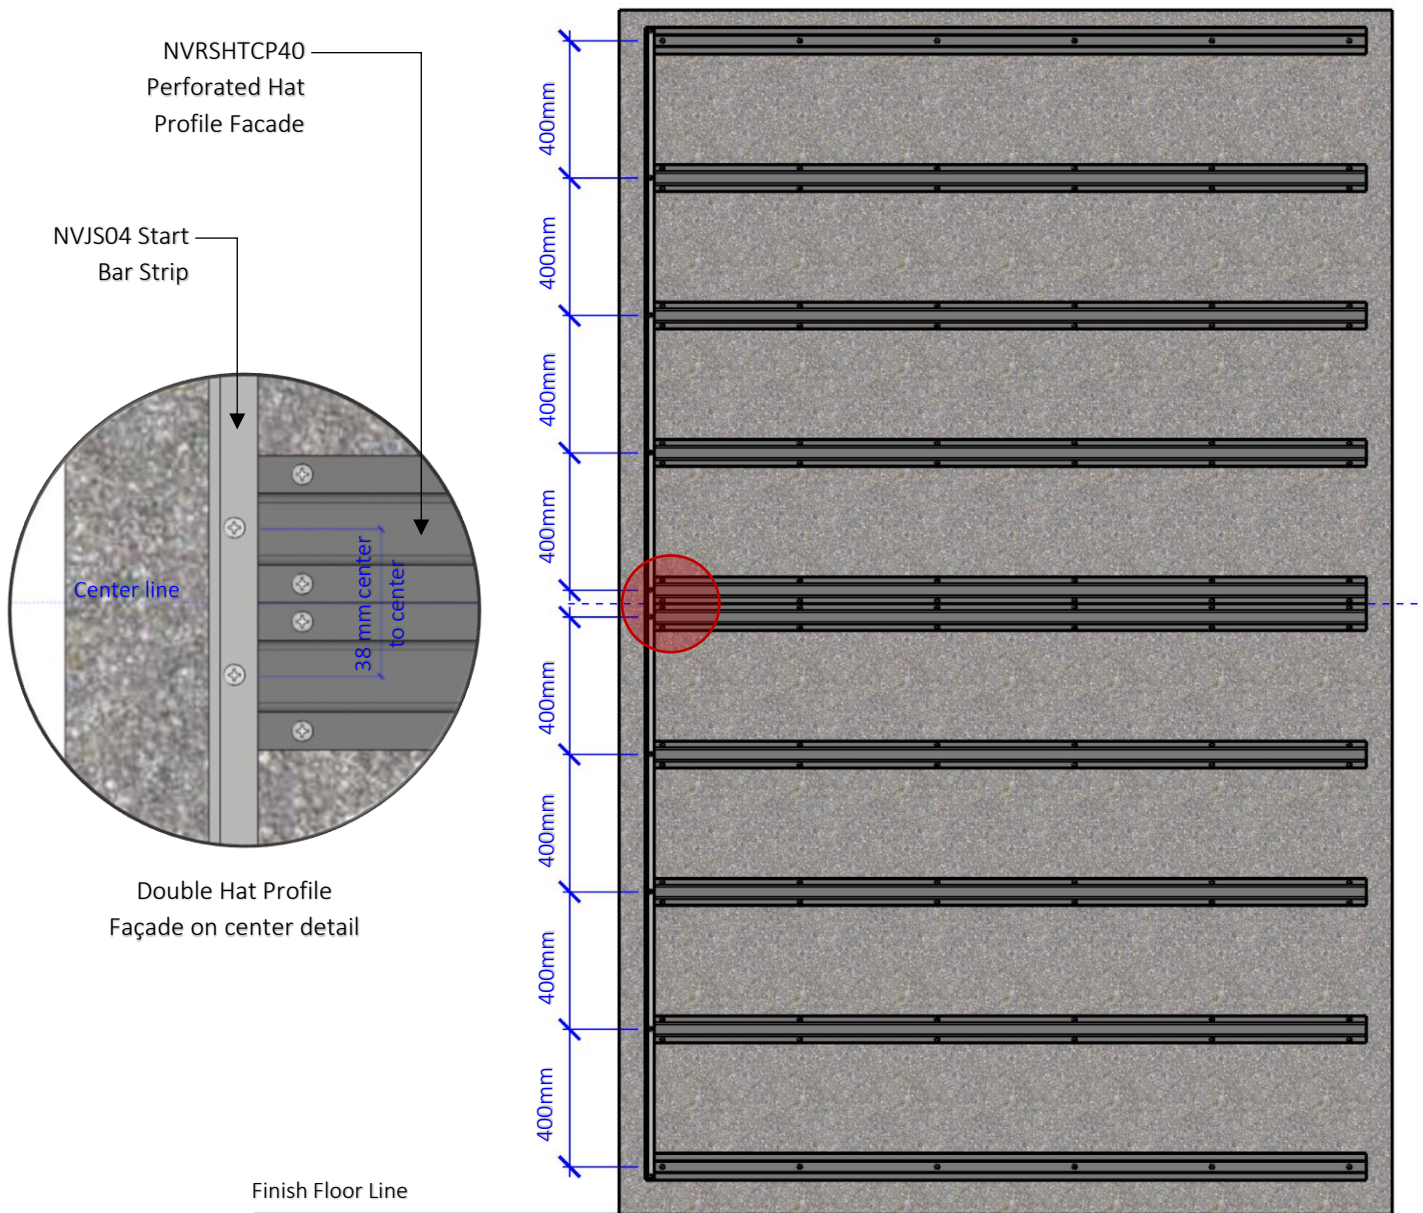 NVRSHTCP40
Perforated Hat
Profile Facade
NVJS04 Start
Bar Strip
Center line
38 mm center
to center
Double Hat Profile
Façade on center detail
400mm
400mm
400mm
400mm
400mm
400mm
400mm
400mm
Finish Floor Line